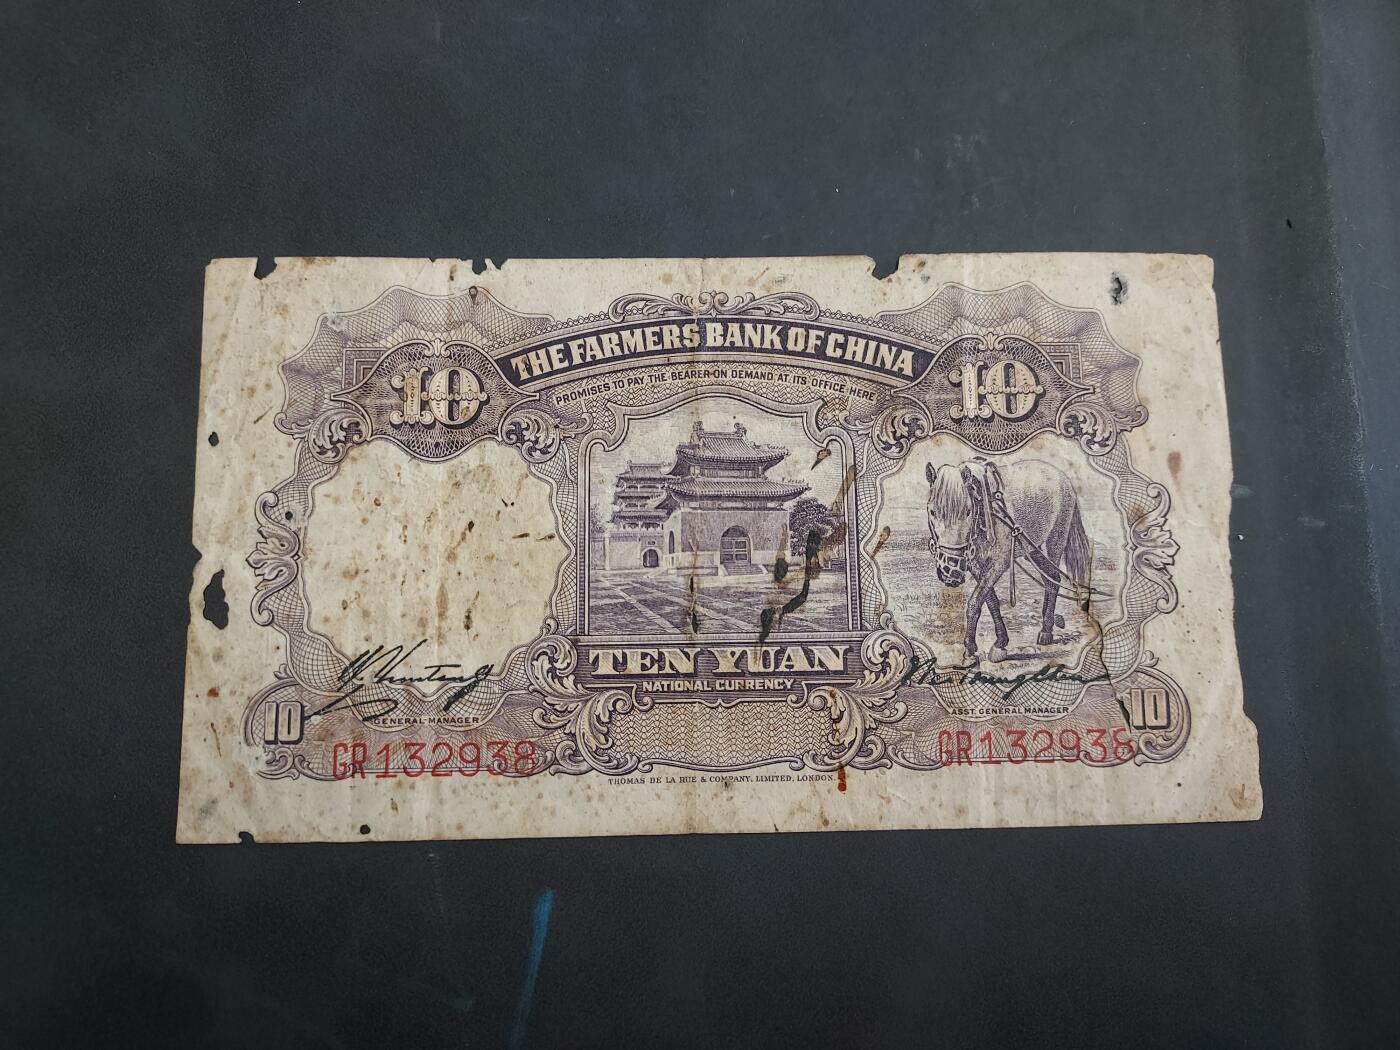 THE FARMERS BANK OF CHINA
PROMISES TO PAY THE BEARER ON DEMAND AT ITS OFFICE HERE
10 10
TEN YUAN
NATIONAL CURRENCY
GENERAL MANAGER ASST. GENERAL MANAGER
10 10
GR132938 GR132938
THOMAS DE LA RUE & COMPANY, LIMITED, LONDON.